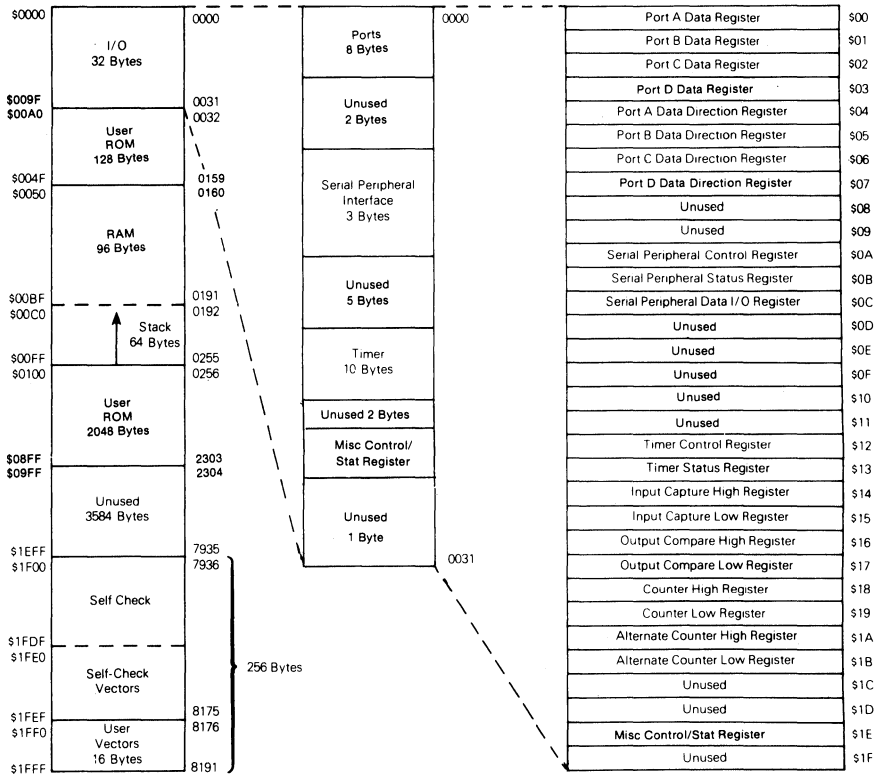 $0000
I/O
32 Bytes
0000
$009F
0031
$00A0
0032
User
ROM
128 Bytes
$004F
0159
$0050
0160
RAM
96 Bytes
$00BF
0191
$00C0
0192
Stack
64 Bytes
$00FF
0255
$0100
0256
User
ROM
2048 Bytes
$08FF
2303
$09FF
2304
Unused
3584 Bytes
$1EFF
7935
$1F00
7936
Self Check
$1FDF
$1FE0
Self-Check
Vectors
$1FEF
8175
$1FF0
8176
User
Vectors
16 Bytes
$1FFF
8191
256 Bytes
0000
Ports
8 Bytes
Unused
2 Bytes
Serial Peripheral
Interface
3 Bytes
Unused
5 Bytes
Timer
10 Bytes
Unused 2 Bytes
Misc Control/
Stat Register
Unused
1 Byte
0031
Port A Data Register $00
Port B Data Register $01
Port C Data Register $02
Port D Data Register $03
Port A Data Direction Register $04
Port B Data Direction Register $05
Port C Data Direction Register $06
Port D Data Direction Register $07
Unused $08
Unused $09
Serial Peripheral Control Register $0A
Serial Peripheral Status Register $0B
Serial Peripheral Data I/O Register $0C
Unused $0D
Unused $0E
Unused $0F
Unused $10
Unused $11
Timer Control Register $12
Timer Status Register $13
Input Capture High Register $14
Input Capture Low Register $15
Output Compare High Register $16
Output Compare Low Register $17
Counter High Register $18
Counter Low Register $19
Alternate Counter High Register $1A
Alternate Counter Low Register $1B
Unused $1C
Unused $1D
Misc Control/Stat Register $1E
Unused $1F